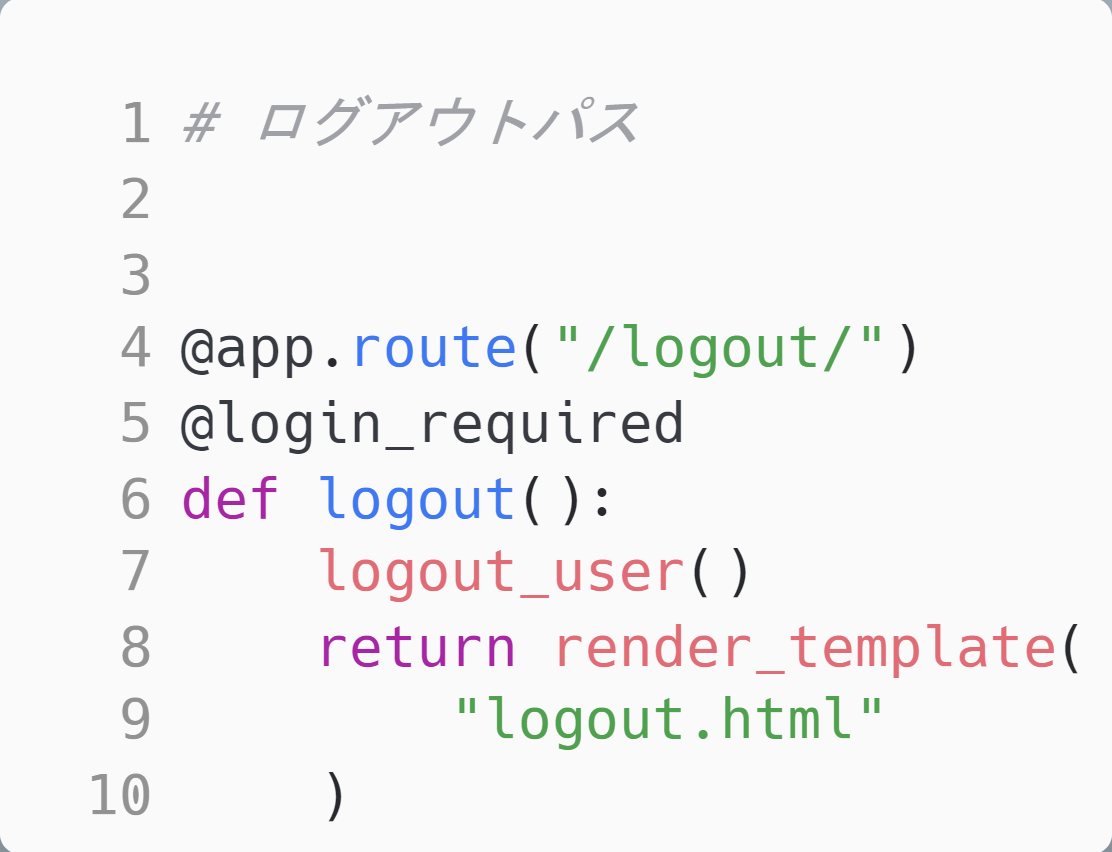 1 # ログアウトパス
2
3
4 @app.route("/logout/")
5 @login_required
6 def logout():
7     logout_user()
8     return render_template(
9         "logout.html"
10     )